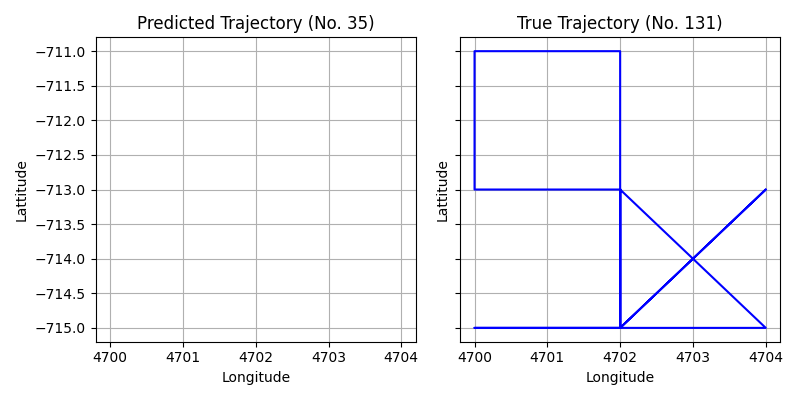 Predicted Trajectory (No. 35)
True Trajectory (No. 131)
Lattitude
−711.0
−711.5
−712.0
−712.5
−713.0
−713.5
−714.0
−714.5
−715.0
4700 4701 4702 4703 4704
Longitude
Lattitude
4700 4701 4702 4703 4704
Longitude